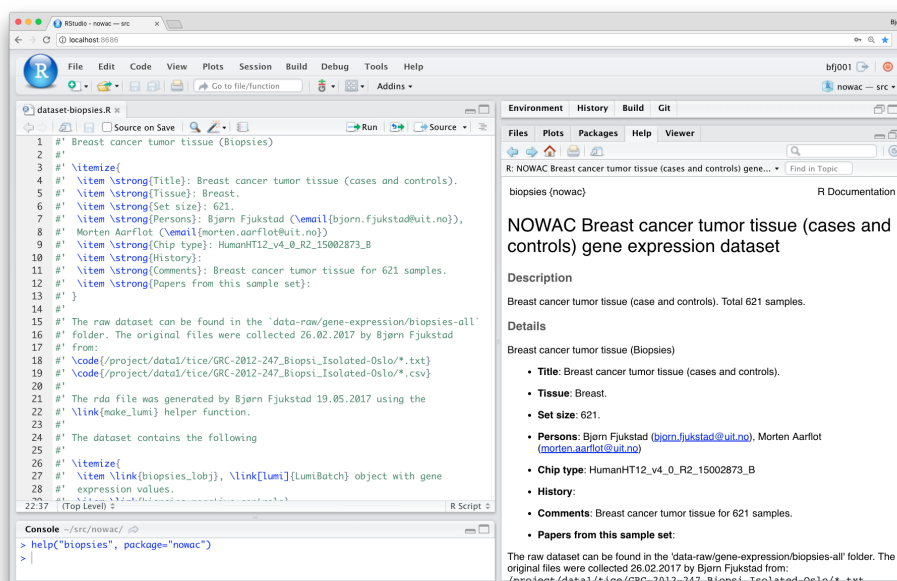 RStudio - nowac — src
localhost:8686
File Edit Code View Plots Session Build Debug Tools Help
bfj001
Go to file/function
Addins
nowac — src
dataset-biopsies.R
Source on Save
Run
Source
1 #' Breast cancer tumor tissue (Biopsies)
2 #'
3 #' \itemize{
4 #'  \item \strong{Title}: Breast cancer tumor tissue (cases and controls).
5 #'  \item \strong{Tissue}: Breast.
6 #'  \item \strong{Set size}: 621.
7 #'  \item \strong{Persons}: Bjørn Fjukstad (\email{bjorn.fjukstad@uit.no}),
8 #'  Morten Aarflot (\email{morten.aarflot@uit.no})
9 #'  \item \strong{Chip type}: HumanHT12_v4_0_R2_15002873_B
10 #'  \item \strong{History}:
11 #'  \item \strong{Comments}: Breast cancer tumor tissue for 621 samples.
12 #'  \item \strong{Papers from this sample set}:
13 #' }
14 #'
15 #' The raw dataset can be found in the `data-raw/gene-expression/biopsies-all`
16 #' folder. The original files were collected 26.02.2017 by Bjørn Fjukstad
17 #' from:
18 #' \code{/project/data1/tice/GRC-2012-247_Biopsi_Isolated-Oslo/*.txt}
19 #' \code{/project/data1/tice/GRC-2012-247_Biopsi_Isolated-Oslo/*.csv}
20 #'
21 #' The rda file was generated by Bjørn Fjukstad 19.05.2017 using the
22 #' \link{make_lumi} helper function.
23 #'
24 #' The dataset contains the following
25 #'
26 #' \itemize{
27 #'  \item \link{biopsies_lobj}, \link[lumi]{LumiBatch} object with gene
28 #'  expression values.
22:37 (Top Level) R Script
Console ~/src/nowac/
> help("biopsies", package="nowac")
>
Environment History Build Git
Files Plots Packages Help Viewer
R: NOWAC Breast cancer tumor tissue (cases and controls) gene... Find in Topic
biopsies {nowac} R Documentation
NOWAC Breast cancer tumor tissue (cases and
controls) gene expression dataset
Description
Breast cancer tumor tissue (case and controls). Total 621 samples.
Details
Breast cancer tumor tissue (Biopsies)
• Title: Breast cancer tumor tissue (cases and controls).
• Tissue: Breast.
• Set size: 621.
• Persons: Bjørn Fjukstad (bjorn.fjukstad@uit.no), Morten Aarflot
(morten.aarflot@uit.no)
• Chip type: HumanHT12_v4_0_R2_15002873_B
• History:
• Comments: Breast cancer tumor tissue for 621 samples.
• Papers from this sample set:
The raw dataset can be found in the 'data-raw/gene-expression/biopsies-all' folder. The
original files were collected 26.02.2017 by Bjørn Fjukstad from:
/project/data1/tice/GRC-2012-247_Biopsi_Isolated-Oslo/*.txt